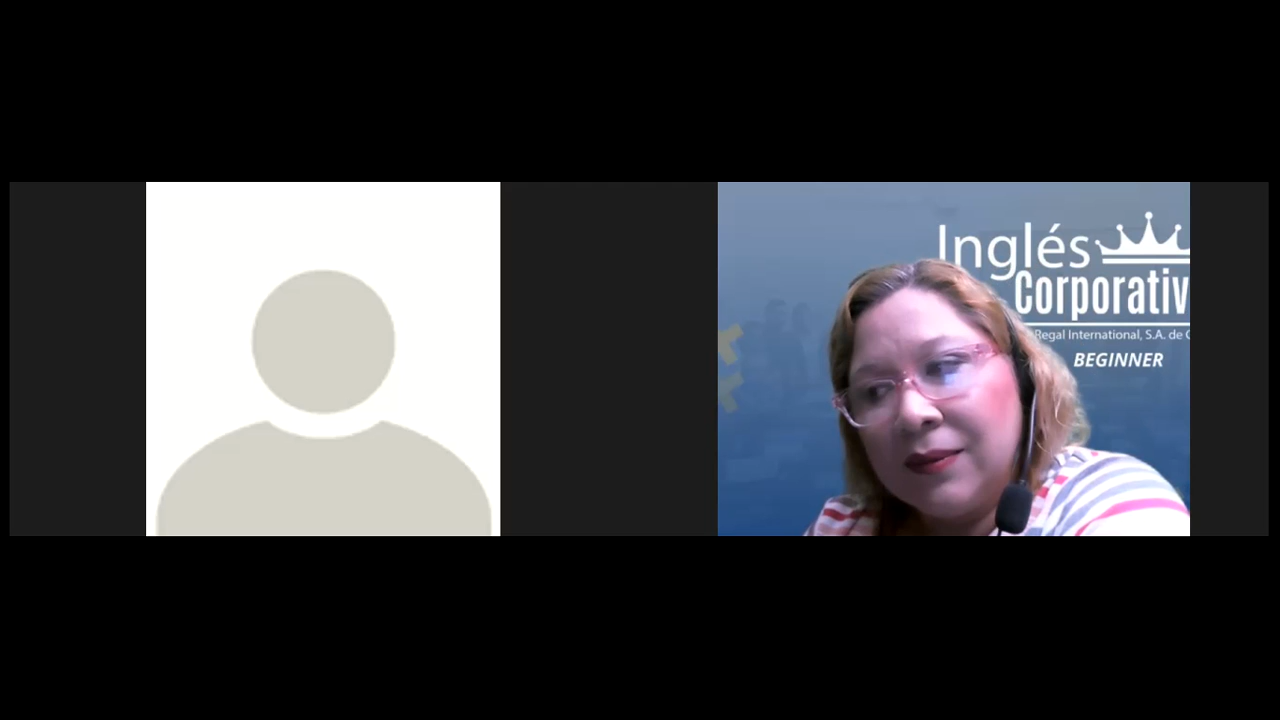 Inglés
Corporativ
Regal International, S.A. de C
BEGINNER